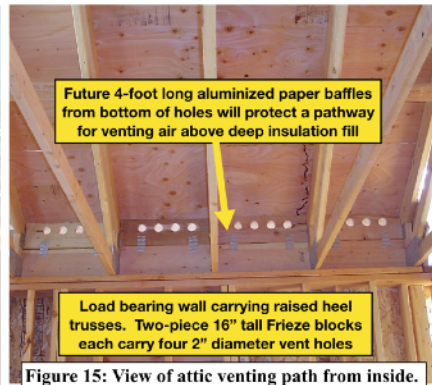 Future 4-foot long aluminized paper baffles
from bottom of holes will protect a pathway
for venting air above deep insulation fill
Load bearing wall carrying raised heel
trusses. Two-piece 16” tall Frieze blocks
each carry four 2” diameter vent holes
Figure 15: View of attic venting path from inside.